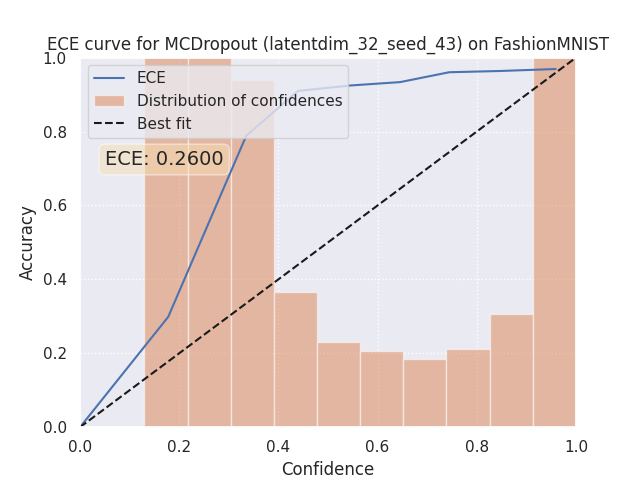 ECE curve for MCDropout (latentdim_32_seed_43) on FashionMNIST
ECE
Distribution of confidences
Best fit
ECE: 0.2600
Accuracy
1.0
0.8
0.6
0.4
0.2
0.0
0.0 0.2 0.4 0.6 0.8 1.0
Confidence